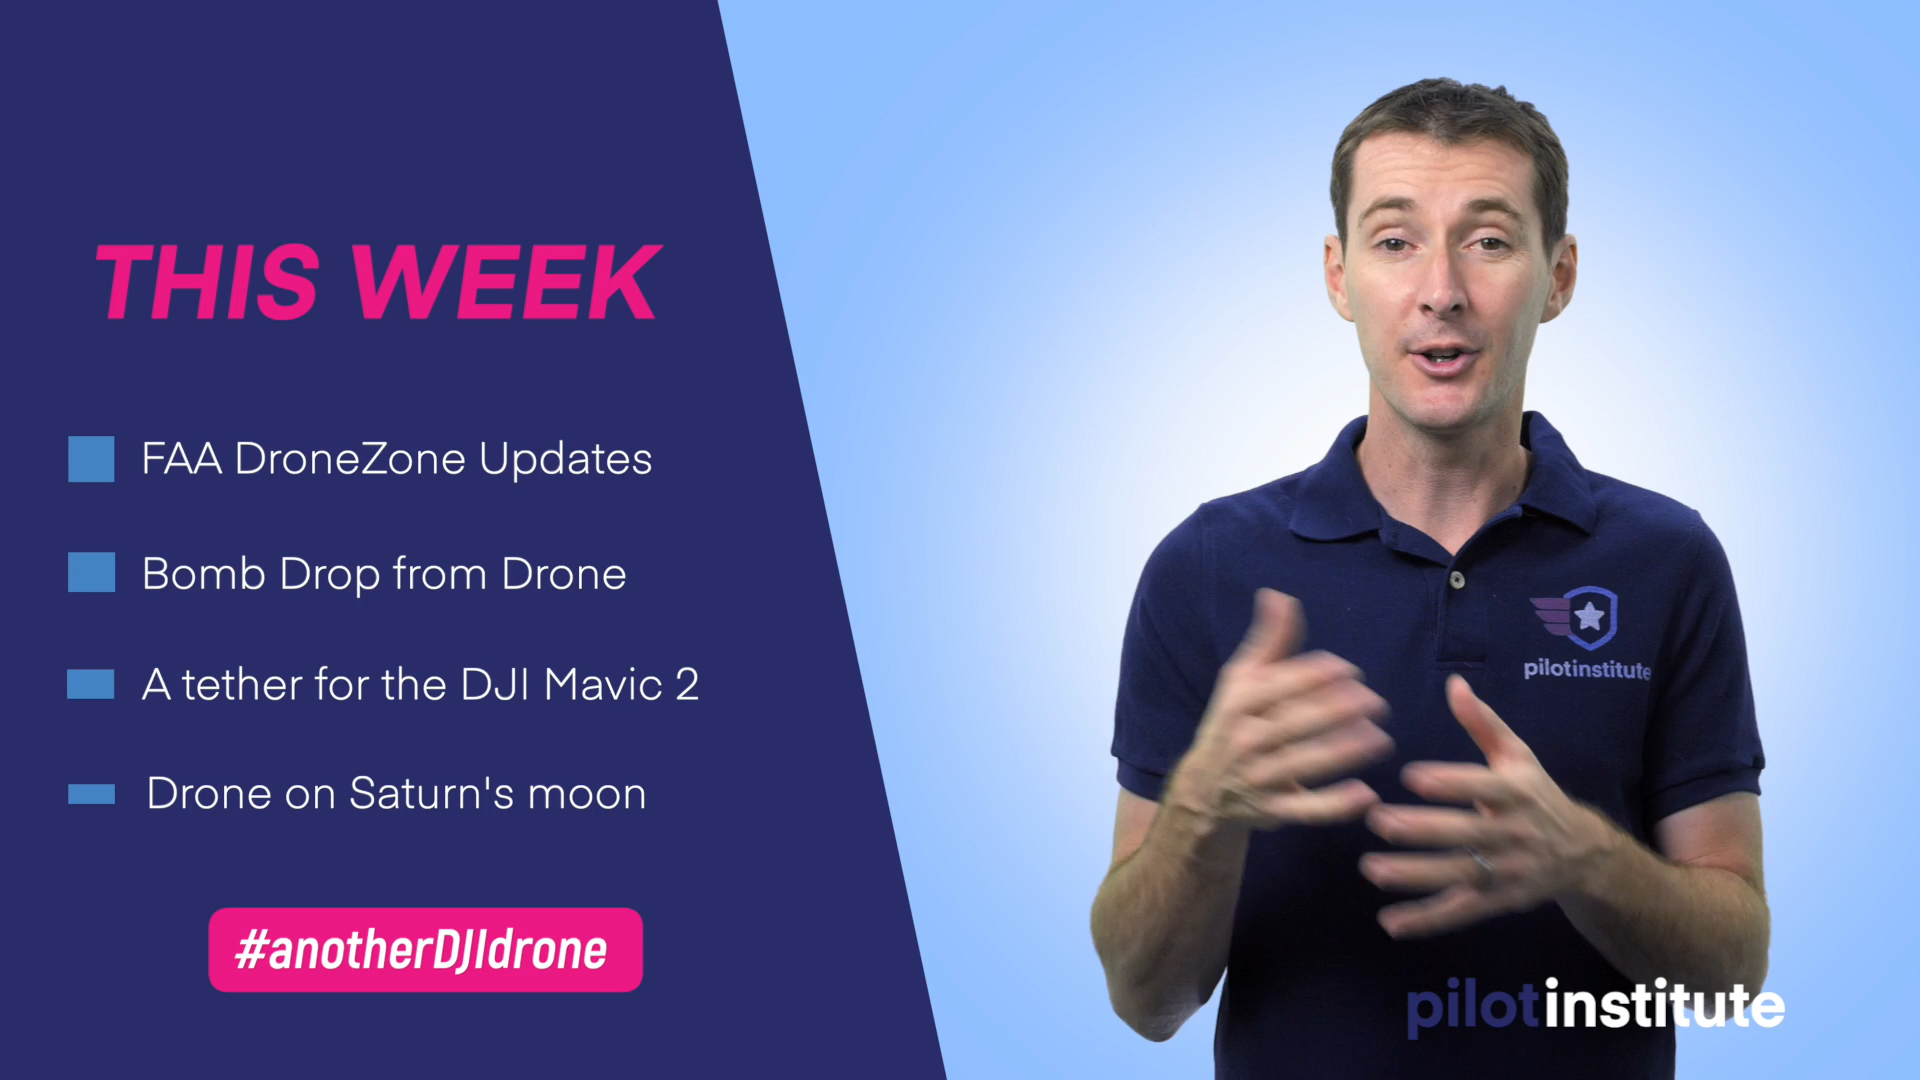 THIS WEEK
FAA DroneZone Updates
Bomb Drop from Drone
A tether for the DJI Mavic 2
Drone on Saturn's moon
#anotherDJIdrone
pilotinstitute
pilotinstitute